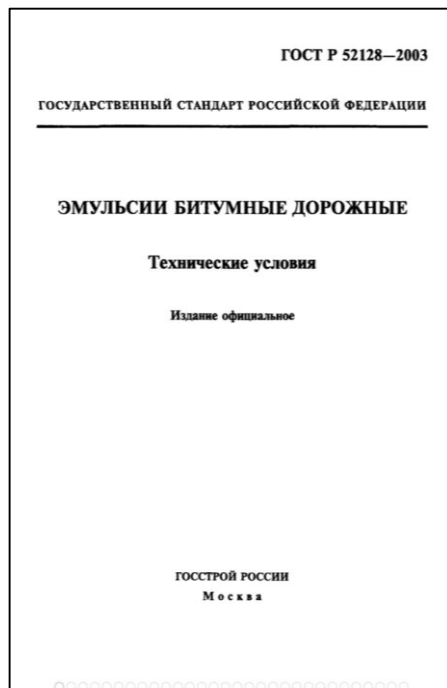 ГОСТ Р 52128—2003
ГОСУДАРСТВЕННЫЙ СТАНДАРТ РОССИЙСКОЙ ФЕДЕРАЦИИ
ЭМУЛЬСИИ БИТУМНЫЕ ДОРОЖНЫЕ
Технические условия
Издание официальное
ГОССТРОЙ РОССИИ
Москва